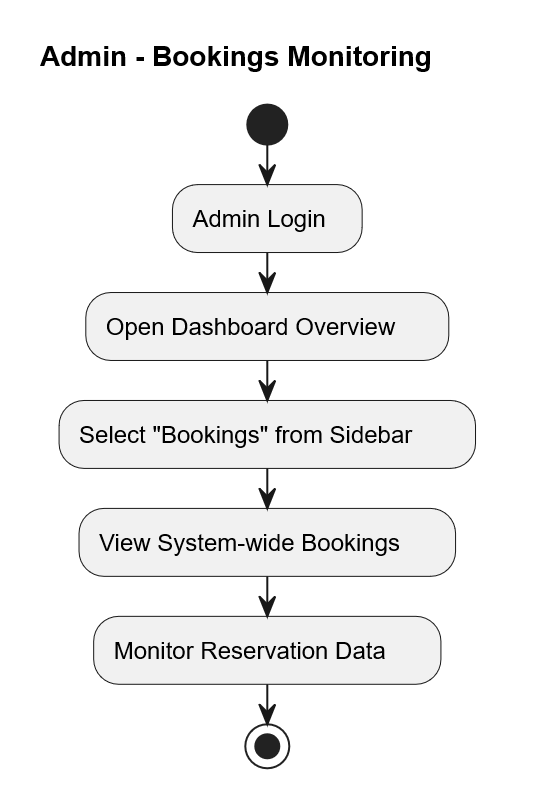 Admin - Bookings Monitoring
Admin Login
Open Dashboard Overview
Select "Bookings" from Sidebar
View System-wide Bookings
Monitor Reservation Data